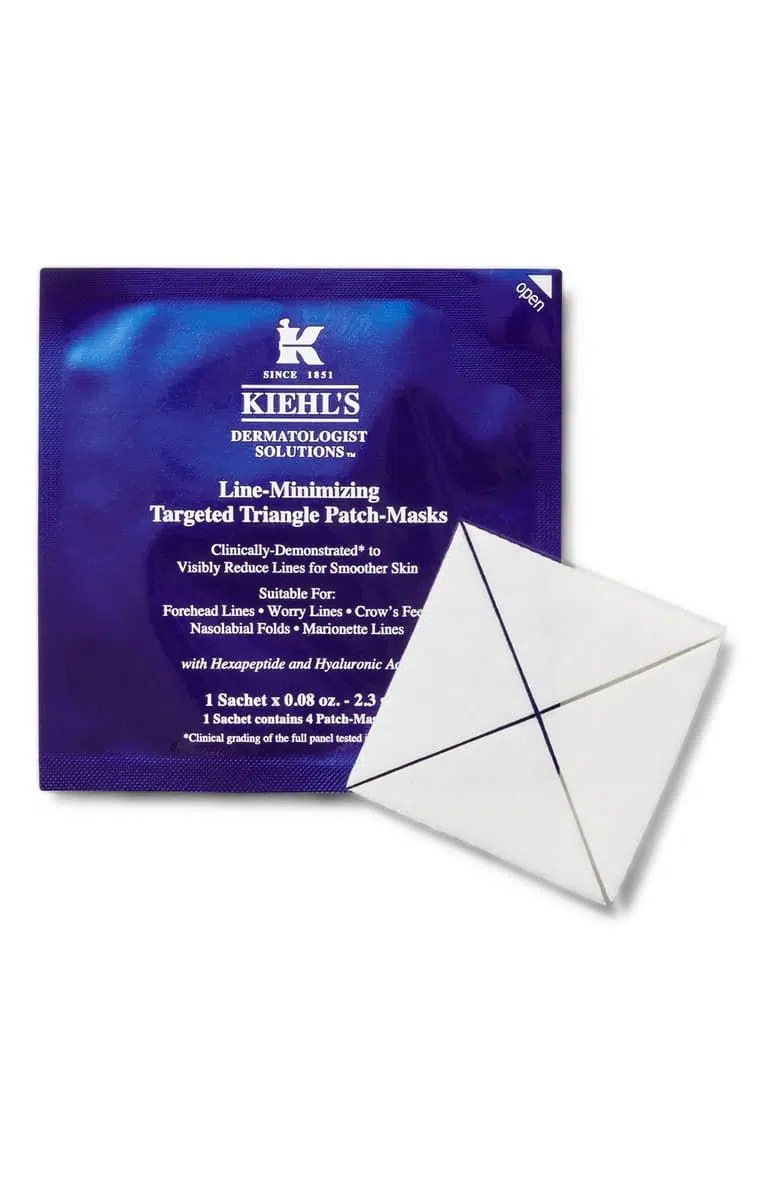 open
K
SINCE 1851
KIEHL'S
DERMATOLOGIST
SOLUTIONS™
Line-Minimizing
Targeted Triangle Patch-Masks
Clinically-Demonstrated* to
Visibly Reduce Lines for Smoother Skin
Suitable For:
Forehead Lines • Worry Lines • Crow's Fee
Nasolabial Folds • Marionette Lines
with Hexapeptide and Hyaluronic
1 Sachet x 0.08 oz. - 2.3
1 Sachet contains 4 Patch-Mas
*Clinical grading of the full panel tested